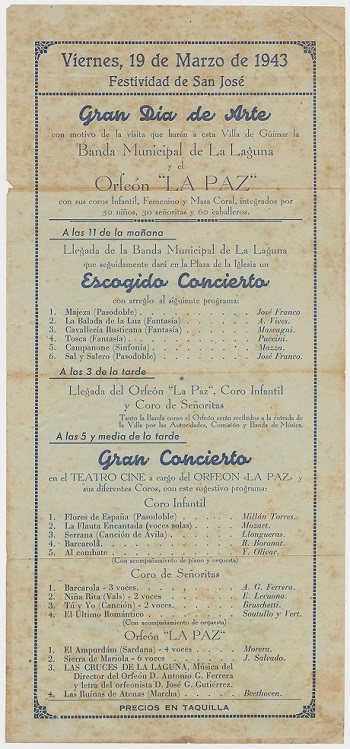 Viernes, 19 de Marzo de 1943
Festividad de San José
Gran Día de Arte
con motivo de la visita que harán a esta Villa de Güímar la
Banda Municipal de La Laguna
y el
Orfeón "LA PAZ"
con sus coros Infantil, Femenino y Masa Coral, integrados por
50 niños, 30 señoritas y 60 caballeros.
A las 11 de la mañana
Llegada de la Banda Municipal de La Laguna
que seguidamente dará en la Plaza de la Iglesia un
Escogido Concierto
con arreglo al siguiente programa:
1. Majeza (Pasodoble) . . . . . . . José Franco
2. La Balada de la Luz (Fantasía) . . . . A. Vives.
3. Cavallería Rusticana (Fantasía) . . . . Mascagni.
4. Tosca (Fantasía) . . . . . . . Puccini.
5. Campanone (Sinfonía) . . . . . . Mazza.
6. Sal y Salero (Pasodoble) . . . . . José Franco.
A las 3 de la tarde
Llegada del Orfeón "La Paz", Coro Infantil
y Coro de Señoritas
Tanto la Banda como el Orfeón serán recibidos a la entrada de
la Villa por las Autoridades, Comisión y Banda de Música.
A las 5 y media de la tarde
Gran Concierto
en el TEATRO CINE a cargo del ORFEON «LA PAZ» y
sus diferentes Coros, con este sugestivo programa:
Coro Infantil
1. Flores de España (Pasodoble) . . . . Millán Torres.
2. La Flauta Encantada (voces solas) . . . . Mozart.
3. Serrana (Canción de Avila) . . . . . Llongueras.
4. Barcarola. . . . . . . . . R. Boronat.
5. Al combate . . . . . . . . Y. Olivar.
(Con acompañamiento de piano y orquesta)
Coro de Señoritas
1. Barcarola - 3 voces. . . . . . . A. G. Ferrera.
2. Niña Rita (Vals) - 2 voces . . . . . E. Lecuona.
3. Tú y Yo (Canción) - 2 voces. . . . . Bruschetti.
4. El Último Romántico . . . . . . Soutullo y Vert.
(Con acompañamiento de orquesta)
Orfeón "LA PAZ"
1. El Ampurdám (Sardana) - 4 voces . . . . Morera.
2. Sierra de Mariola - 6 voces . . . . . J. Salvado.
3. LAS CRUCES DE LA LAGUNA, Música del
Director del Orfeón D. Antonio G. Ferrera
y letra del orfeonista D. José G. Gutiérrez.
4. Las Ruinas de Atenas (Marcha) . . . . Beethoven.
PRECIOS EN TAQUILLA